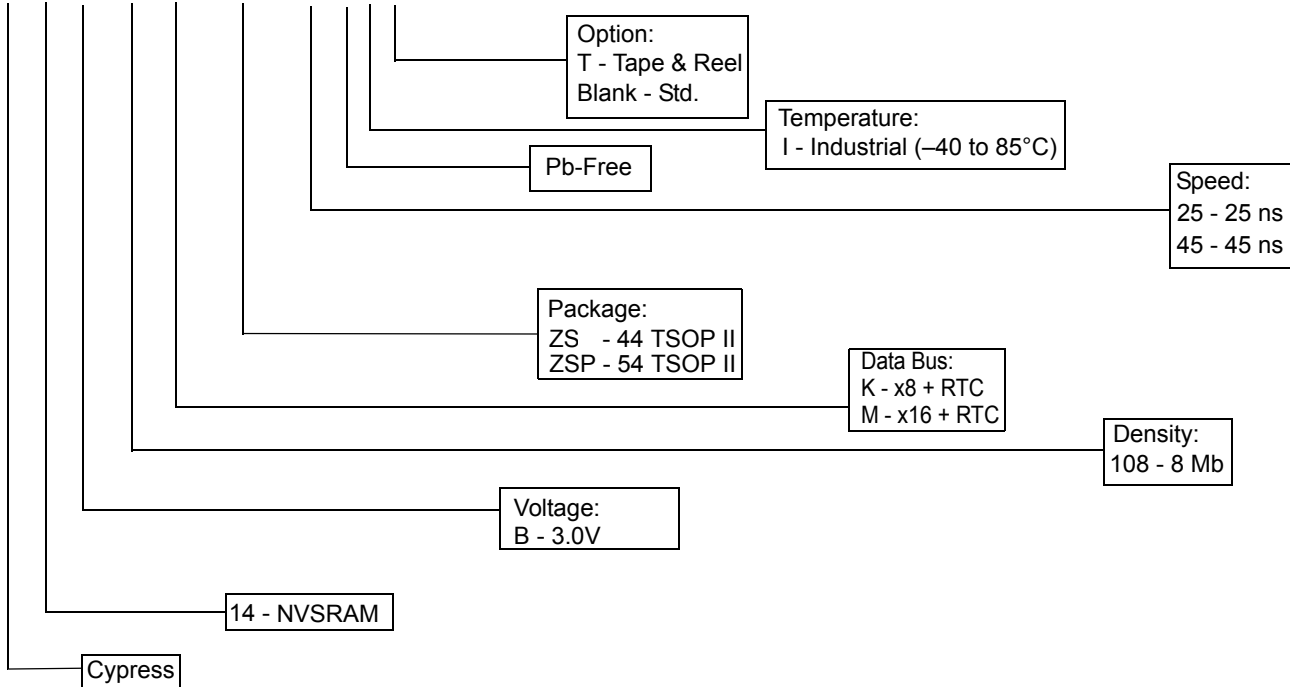 Option:
T - Tape & Reel
Blank - Std.
Temperature:
I - Industrial (–40 to 85°C)
Pb-Free
Speed:
25 - 25 ns
45 - 45 ns
Package:
ZS - 44 TSOP II
ZSP - 54 TSOP II
Data Bus:
K - x8 + RTC
M - x16 + RTC
Density:
108 - 8 Mb
Voltage:
B - 3.0V
14 - NVSRAM
Cypress